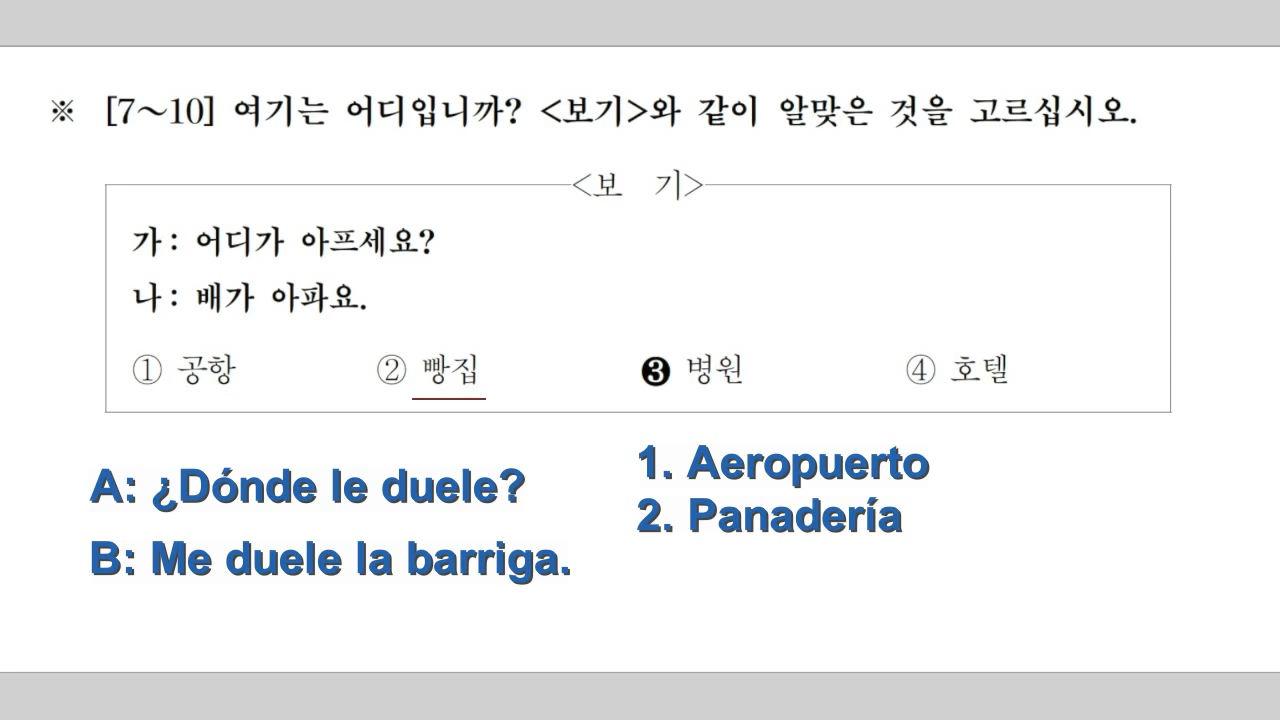 ※ [7~10] 여기는 어디입니까? <보기>와 같이 알맞은 것을 고르십시오.
<보 기>
가: 어디가 아프세요?
나: 배가 아파요.
① 공항 ② 빵집 ❸ 병원 ④ 호텔
A: ¿Dónde le duele?
B: Me duele la barriga.
1. Aeropuerto
2. Panadería